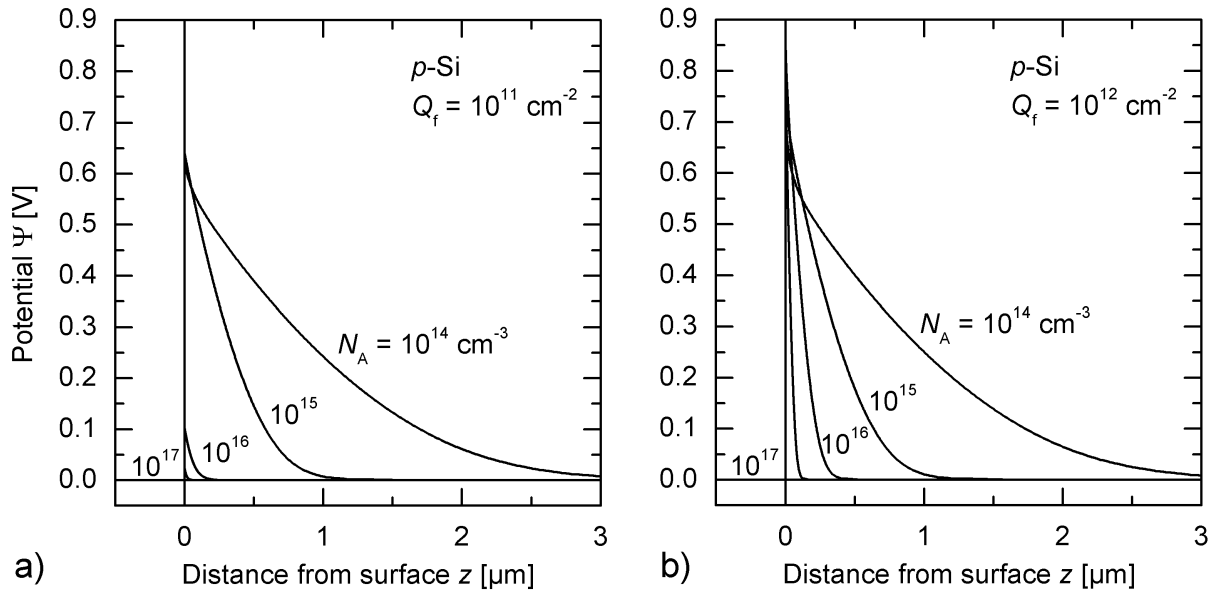 0.9
0.8
0.7
0.6
0.5
0.4
0.3
0.2
0.1
0.0
Potential Ψ [V]
p-Si
Q_f = 10^11 cm^-2
N_A = 10^14 cm^-3
10^15
10^16
10^17
0 1 2 3
a) Distance from surface z [µm]
0.9
0.8
0.7
0.6
0.5
0.4
0.3
0.2
0.1
0.0
p-Si
Q_f = 10^12 cm^-2
N_A = 10^14 cm^-3
10^15
10^16
10^17
0 1 2 3
b) Distance from surface z [µm]